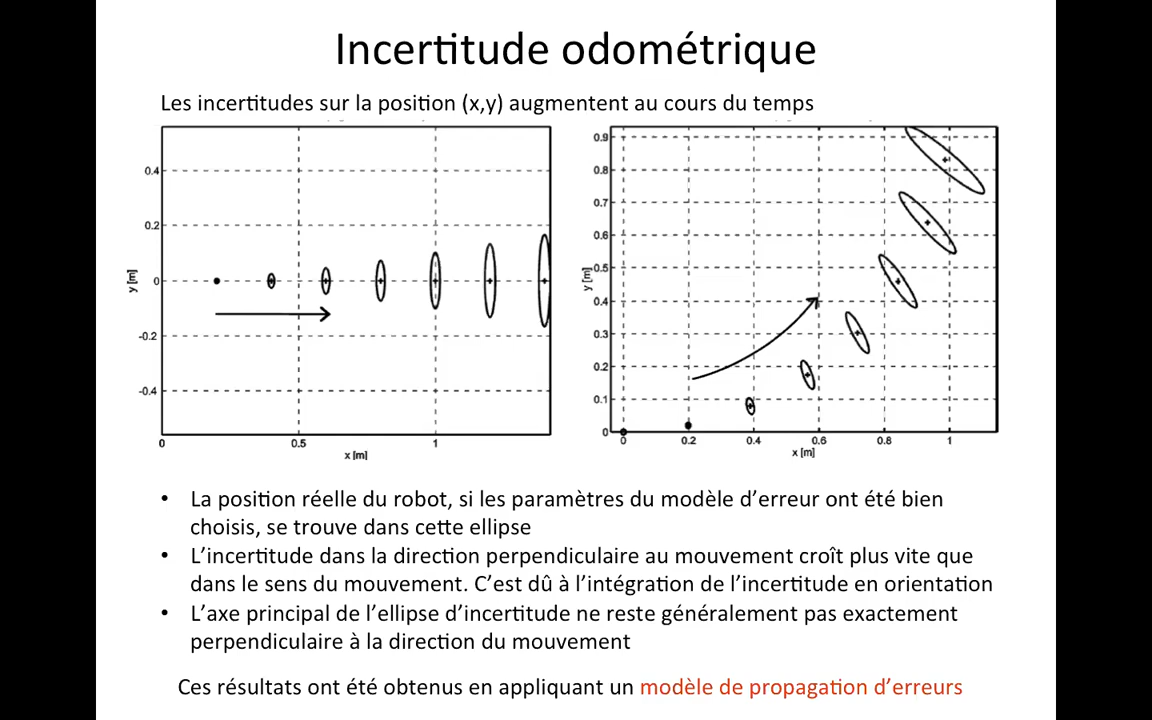 Incertitude odométrique
Les incertitudes sur la position (x,y) augmentent au cours du temps
0.4
0.2
0
-0.2
-0.4
y [m]
0
0.5
1
x [m]
0.9
0.8
0.7
0.6
0.5
0.4
0.3
0.2
0.1
0
y [m]
0
0.2
0.4
0.6
0.8
1
x [m]
• La position réelle du robot, si les paramètres du modèle d’erreur ont été bien
choisis, se trouve dans cette ellipse
• L’incertitude dans la direction perpendiculaire au mouvement croît plus vite que
dans le sens du mouvement. C’est dû à l’intégration de l’incertitude en orientation
• L’axe principal de l’ellipse d’incertitude ne reste généralement pas exactement
perpendiculaire à la direction du mouvement
Ces résultats ont été obtenus en appliquant un modèle de propagation d’erreurs